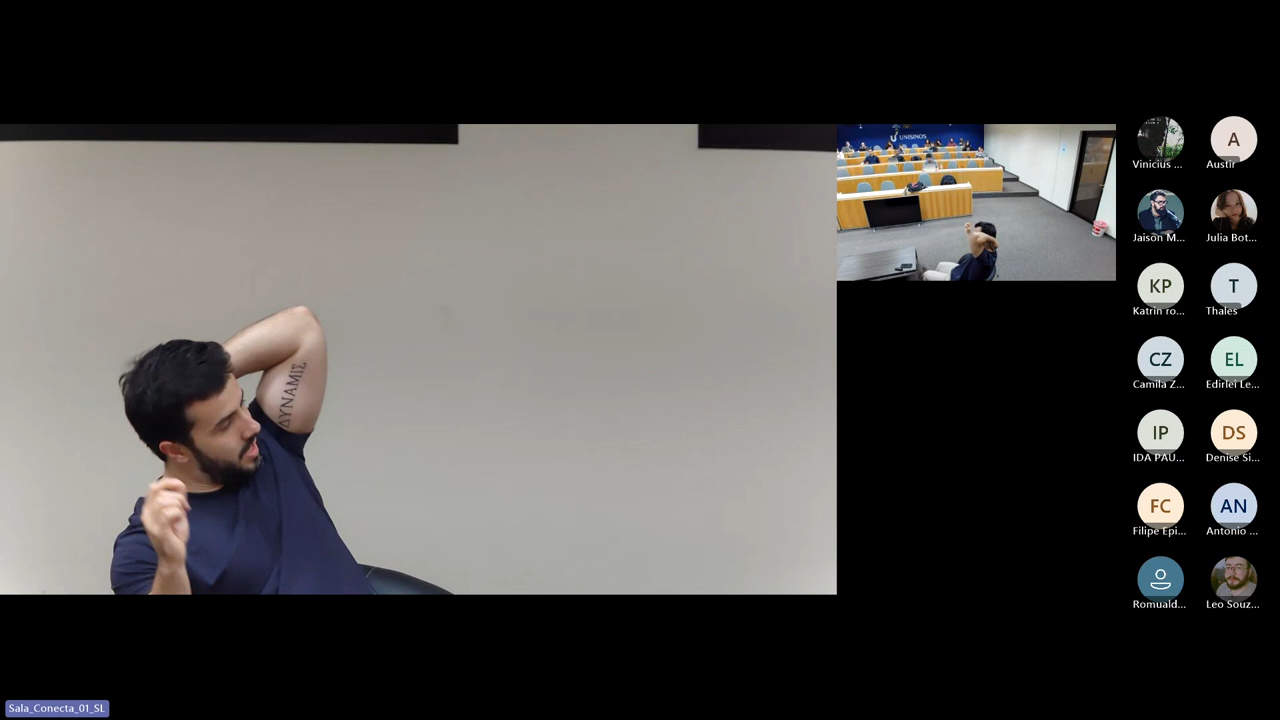 UNISINOS
ΔΥΝΑΜΙΣ
Vinicius ...
A
Austir
Jaison M...
Julia Bot...
KP
Katrin ro...
T
Thales
CZ
Camila Z...
EL
Edirlei Le...
IP
IDA PAU...
DS
Denise Si...
FC
Filipe Epi...
AN
Antonio ...
Romuald...
Leo Souz...
Sala_Conecta_01_SL